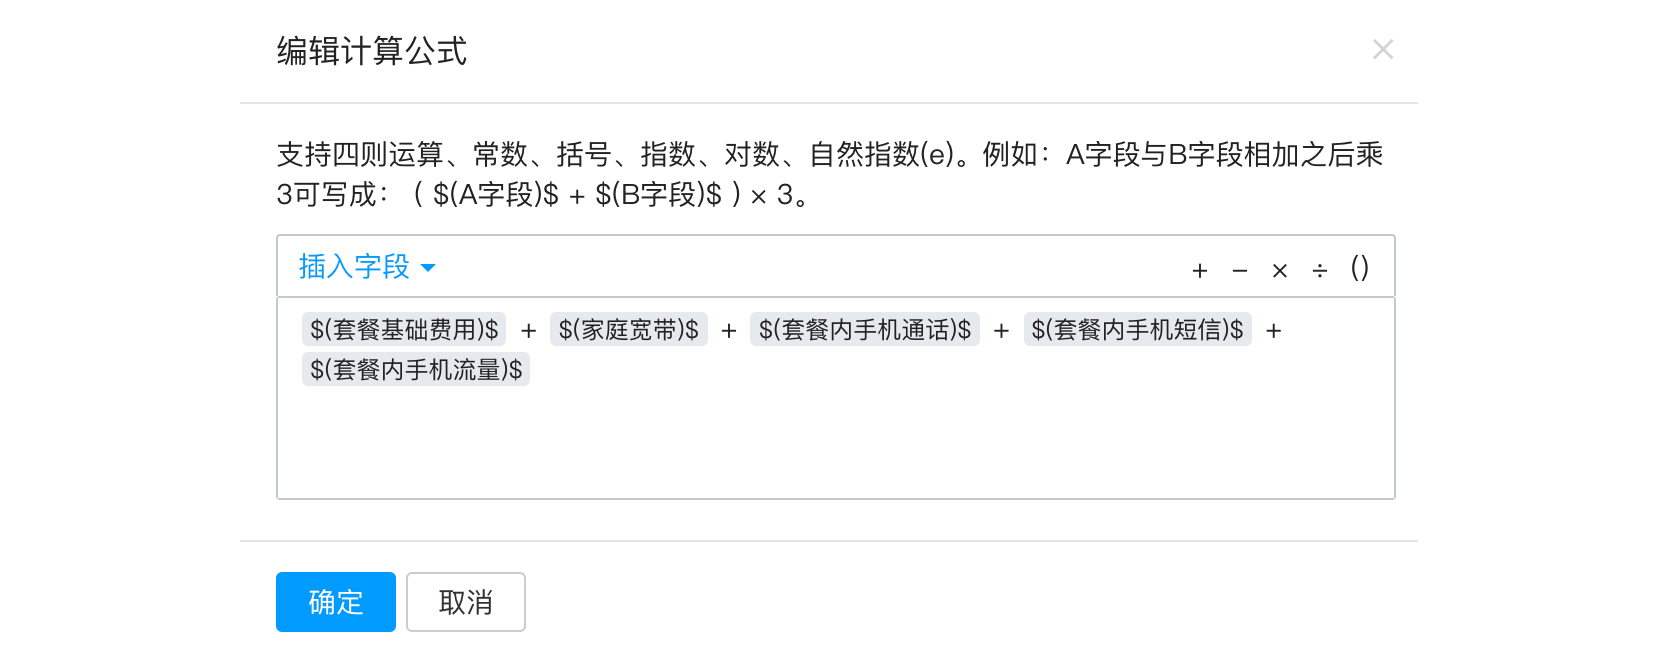 编辑计算公式 ×
支持四则运算、常数、括号、指数、对数、自然指数(e)。例如：A字段与B字段相加之后乘
3可写成：（ $(A字段)$ + $(B字段)$ ) × 3。
插入字段 + − × ÷ ()
$(套餐基础费用)$ + $(家庭宽带)$ + $(套餐内手机通话)$ + $(套餐内手机短信)$ +
$(套餐内手机流量)$
确定 取消